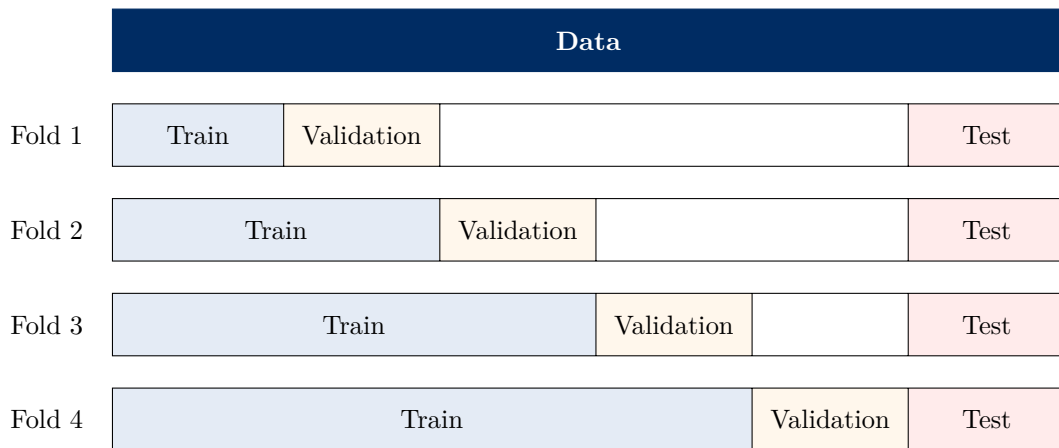 Data
Fold 1 Train Validation Test
Fold 2 Train Validation Test
Fold 3 Train Validation Test
Fold 4 Train Validation Test